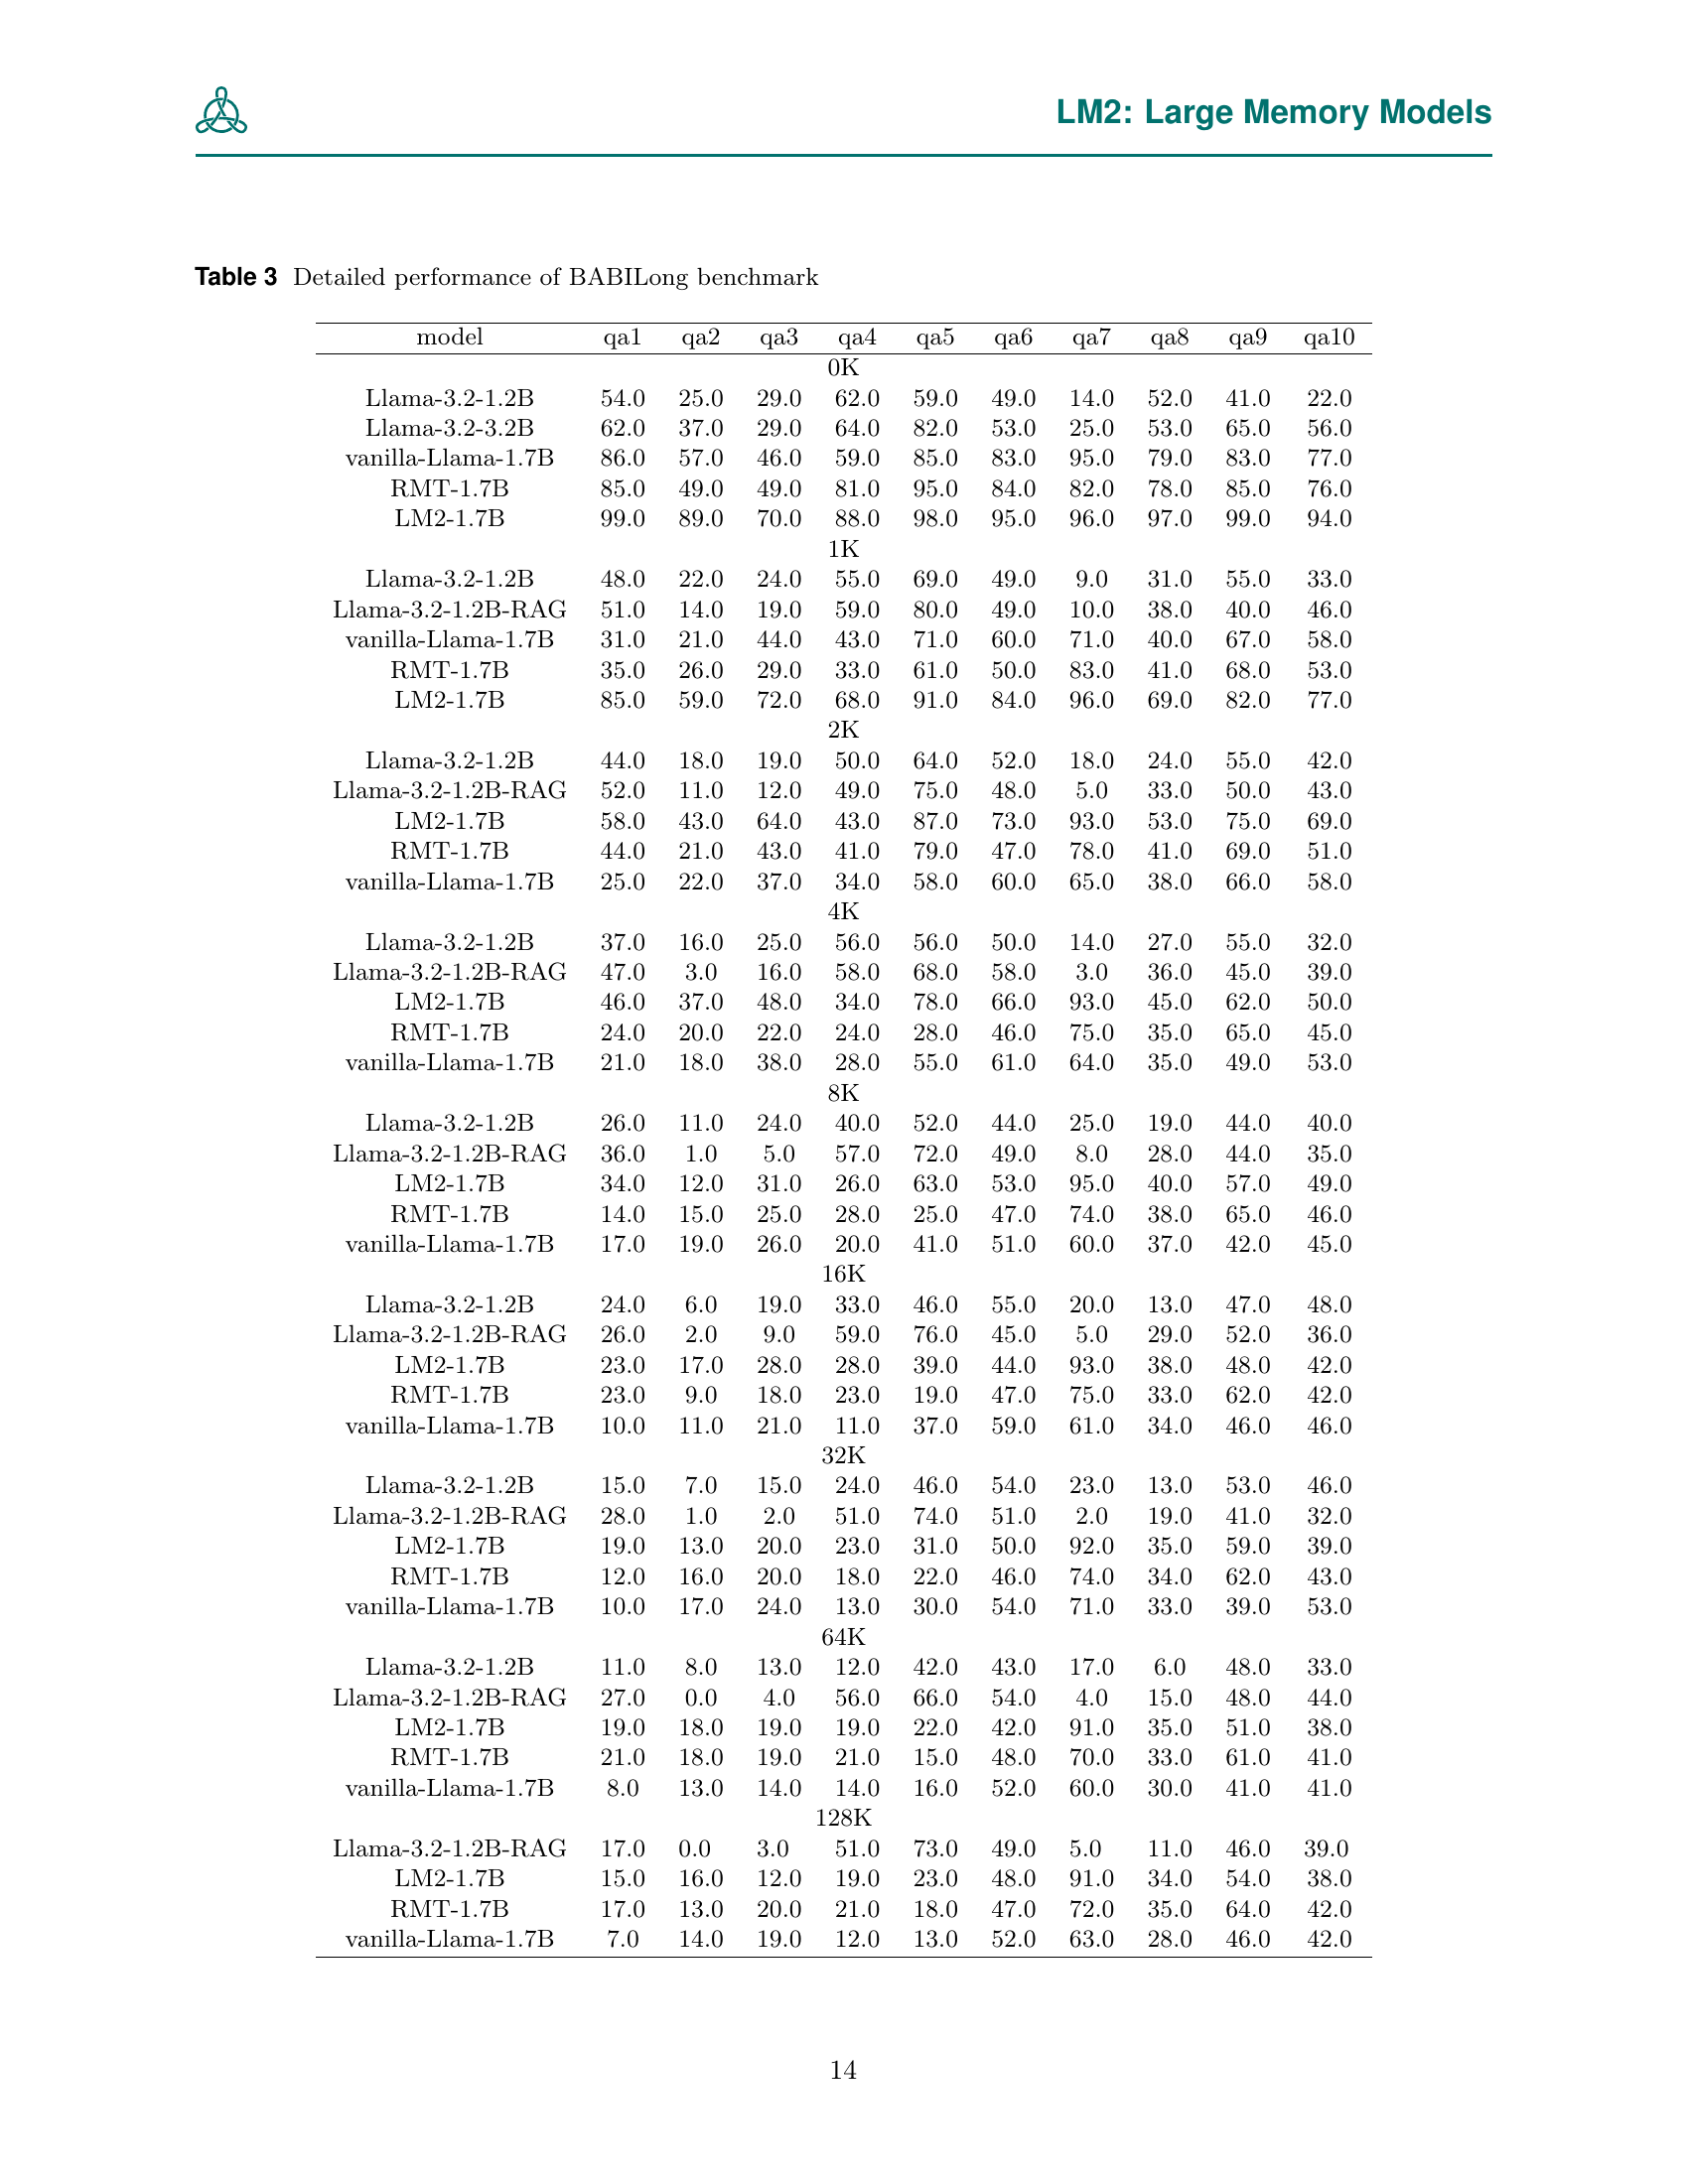 LM2: Large Memory Models
Table 3 Detailed performance of BABILong benchmark
model qa1 qa2 qa3 qa4 qa5 qa6 qa7 qa8 qa9 qa10
0K
Llama-3.2-1.2B 54.0 25.0 29.0 62.0 59.0 49.0 14.0 52.0 41.0 22.0
Llama-3.2-3.2B 62.0 37.0 29.0 64.0 82.0 53.0 25.0 53.0 65.0 56.0
vanilla-Llama-1.7B 86.0 57.0 46.0 59.0 85.0 83.0 95.0 79.0 83.0 77.0
RMT-1.7B 85.0 49.0 49.0 81.0 95.0 84.0 82.0 78.0 85.0 76.0
LM2-1.7B 99.0 89.0 70.0 88.0 98.0 95.0 96.0 97.0 99.0 94.0
1K
Llama-3.2-1.2B 48.0 22.0 24.0 55.0 69.0 49.0 9.0 31.0 55.0 33.0
Llama-3.2-1.2B-RAG 51.0 14.0 19.0 59.0 80.0 49.0 10.0 38.0 40.0 46.0
vanilla-Llama-1.7B 31.0 21.0 44.0 43.0 71.0 60.0 71.0 40.0 67.0 58.0
RMT-1.7B 35.0 26.0 29.0 33.0 61.0 50.0 83.0 41.0 68.0 53.0
LM2-1.7B 85.0 59.0 72.0 68.0 91.0 84.0 96.0 69.0 82.0 77.0
2K
Llama-3.2-1.2B 44.0 18.0 19.0 50.0 64.0 52.0 18.0 24.0 55.0 42.0
Llama-3.2-1.2B-RAG 52.0 11.0 12.0 49.0 75.0 48.0 5.0 33.0 50.0 43.0
LM2-1.7B 58.0 43.0 64.0 43.0 87.0 73.0 93.0 53.0 75.0 69.0
RMT-1.7B 44.0 21.0 43.0 41.0 79.0 47.0 78.0 41.0 69.0 51.0
vanilla-Llama-1.7B 25.0 22.0 37.0 34.0 58.0 60.0 65.0 38.0 66.0 58.0
4K
Llama-3.2-1.2B 37.0 16.0 25.0 56.0 56.0 50.0 14.0 27.0 55.0 32.0
Llama-3.2-1.2B-RAG 47.0 3.0 16.0 58.0 68.0 58.0 3.0 36.0 45.0 39.0
LM2-1.7B 46.0 37.0 48.0 34.0 78.0 66.0 93.0 45.0 62.0 50.0
RMT-1.7B 24.0 20.0 22.0 24.0 28.0 46.0 75.0 35.0 65.0 45.0
vanilla-Llama-1.7B 21.0 18.0 38.0 28.0 55.0 61.0 64.0 35.0 49.0 53.0
8K
Llama-3.2-1.2B 26.0 11.0 24.0 40.0 52.0 44.0 25.0 19.0 44.0 40.0
Llama-3.2-1.2B-RAG 36.0 1.0 5.0 57.0 72.0 49.0 8.0 28.0 44.0 35.0
LM2-1.7B 34.0 12.0 31.0 26.0 63.0 53.0 95.0 40.0 57.0 49.0
RMT-1.7B 14.0 15.0 25.0 28.0 25.0 47.0 74.0 38.0 65.0 46.0
vanilla-Llama-1.7B 17.0 19.0 26.0 20.0 41.0 51.0 60.0 37.0 42.0 45.0
16K
Llama-3.2-1.2B 24.0 6.0 19.0 33.0 46.0 55.0 20.0 13.0 47.0 48.0
Llama-3.2-1.2B-RAG 26.0 2.0 9.0 59.0 76.0 45.0 5.0 29.0 52.0 36.0
LM2-1.7B 23.0 17.0 28.0 28.0 39.0 44.0 93.0 38.0 48.0 42.0
RMT-1.7B 23.0 9.0 18.0 23.0 19.0 47.0 75.0 33.0 62.0 42.0
vanilla-Llama-1.7B 10.0 11.0 21.0 11.0 37.0 59.0 61.0 34.0 46.0 46.0
32K
Llama-3.2-1.2B 15.0 7.0 15.0 24.0 46.0 54.0 23.0 13.0 53.0 46.0
Llama-3.2-1.2B-RAG 28.0 1.0 2.0 51.0 74.0 51.0 2.0 19.0 41.0 32.0
LM2-1.7B 19.0 13.0 20.0 23.0 31.0 50.0 92.0 35.0 59.0 39.0
RMT-1.7B 12.0 16.0 20.0 18.0 22.0 46.0 74.0 34.0 62.0 43.0
vanilla-Llama-1.7B 10.0 17.0 24.0 13.0 30.0 54.0 71.0 33.0 39.0 53.0
64K
Llama-3.2-1.2B 11.0 8.0 13.0 12.0 42.0 43.0 17.0 6.0 48.0 33.0
Llama-3.2-1.2B-RAG 27.0 0.0 4.0 56.0 66.0 54.0 4.0 15.0 48.0 44.0
LM2-1.7B 19.0 18.0 19.0 19.0 22.0 42.0 91.0 35.0 51.0 38.0
RMT-1.7B 21.0 18.0 19.0 21.0 15.0 48.0 70.0 33.0 61.0 41.0
vanilla-Llama-1.7B 8.0 13.0 14.0 14.0 16.0 52.0 60.0 30.0 41.0 41.0
128K
Llama-3.2-1.2B-RAG 17.0 0.0 3.0 51.0 73.0 49.0 5.0 11.0 46.0 39.0
LM2-1.7B 15.0 16.0 12.0 19.0 23.0 48.0 91.0 34.0 54.0 38.0
RMT-1.7B 17.0 13.0 20.0 21.0 18.0 47.0 72.0 35.0 64.0 42.0
vanilla-Llama-1.7B 7.0 14.0 19.0 12.0 13.0 52.0 63.0 28.0 46.0 42.0
14